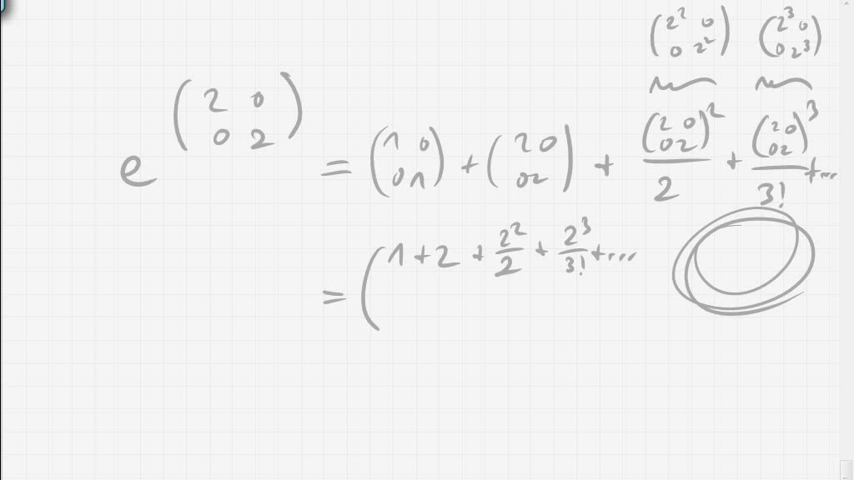 (2² 0 (2³ 0
0 2²) 0 2³)
e^(2 0 = (1 0 + (2 0 + (2 0 + (2 0
0 2) 0 1) 0 2) 0 2)² 0 2)³ +...
2 3!
= (1 + 2 + 2²/2 + 2³/3! + ...